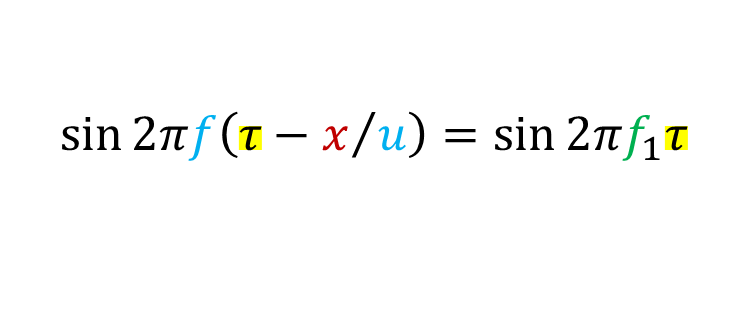 sin 2πf(τ − x/u) = sin 2πf₁τ